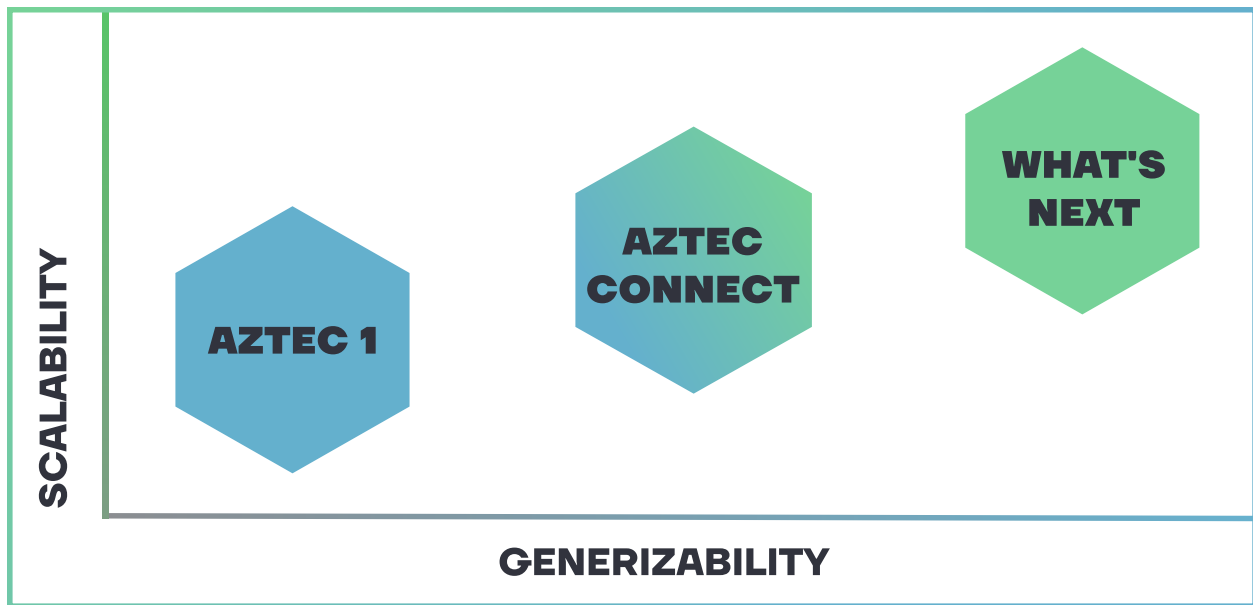 WHAT'S
NEXT
AZTEC
CONNECT
AZTEC 1
SCALABILITY
GENERIZABILITY